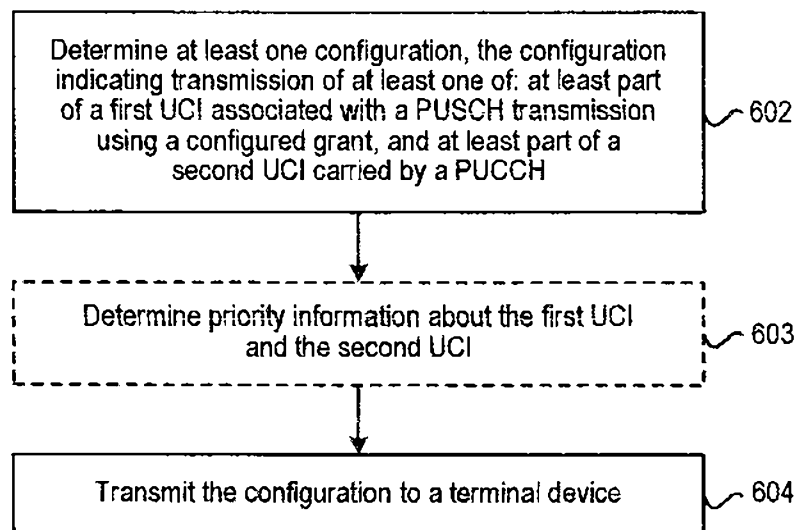 Determine at least one configuration, the configuration
indicating transmission of at least one of: at least part
of a first UCI associated with a PUSCH transmission
using a configured grant, and at least part of a
second UCI carried by a PUCCH
602
Determine priority information about the first UCI
and the second UCI
603
Transmit the configuration to a terminal device
604